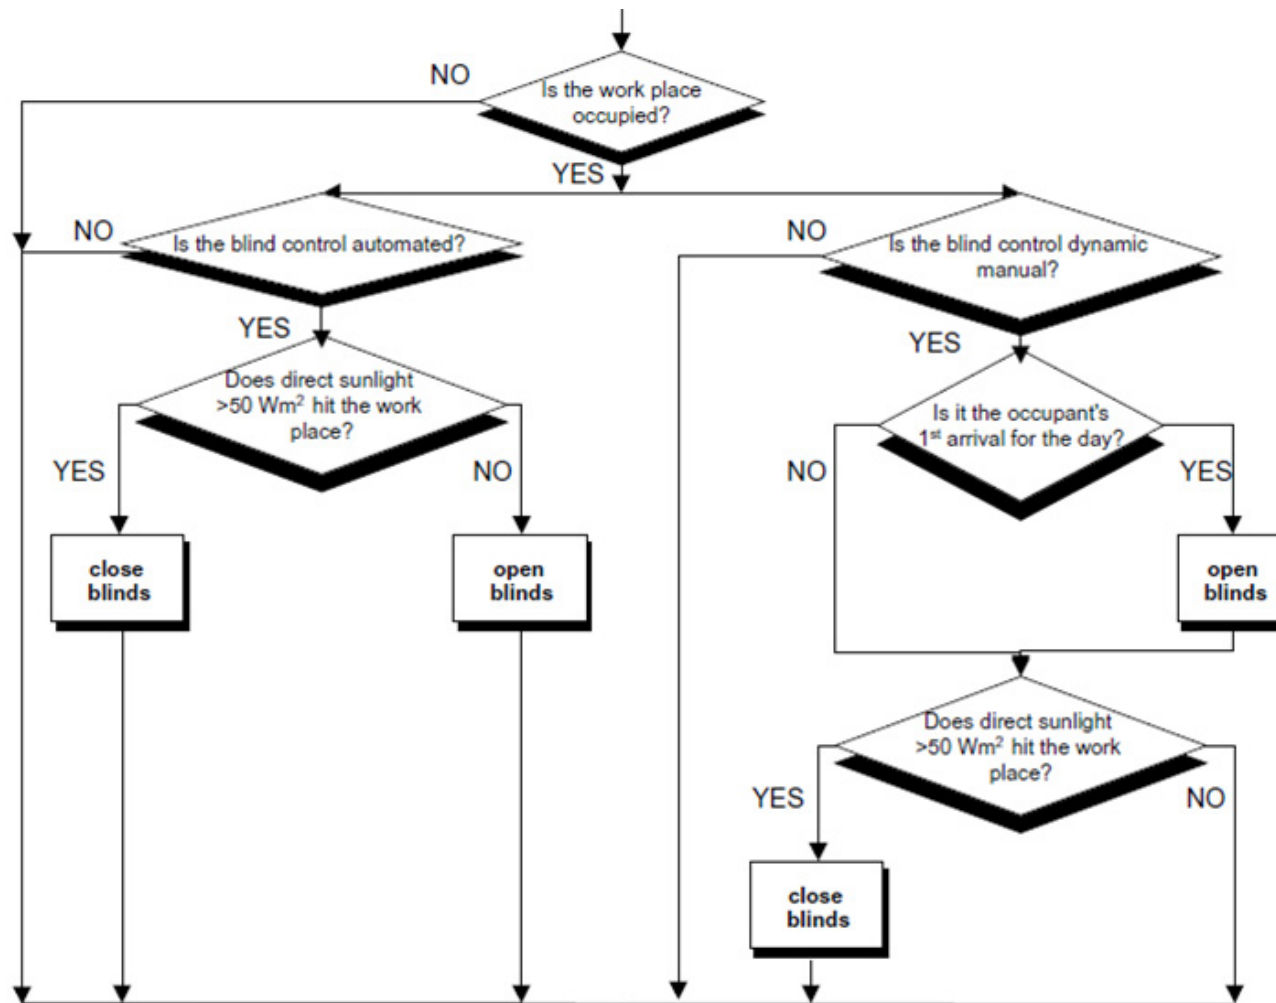 NO
Is the work place
occupied?
YES
NO
Is the blind control automated?
NO
Is the blind control dynamic
manual?
YES
YES
Does direct sunlight
>50 Wm² hit the work
place?
Is it the occupant's
1st arrival for the day?
YES
NO
NO
YES
close
blinds
open
blinds
open
blinds
Does direct sunlight
>50 Wm² hit the work
place?
YES
NO
close
blinds